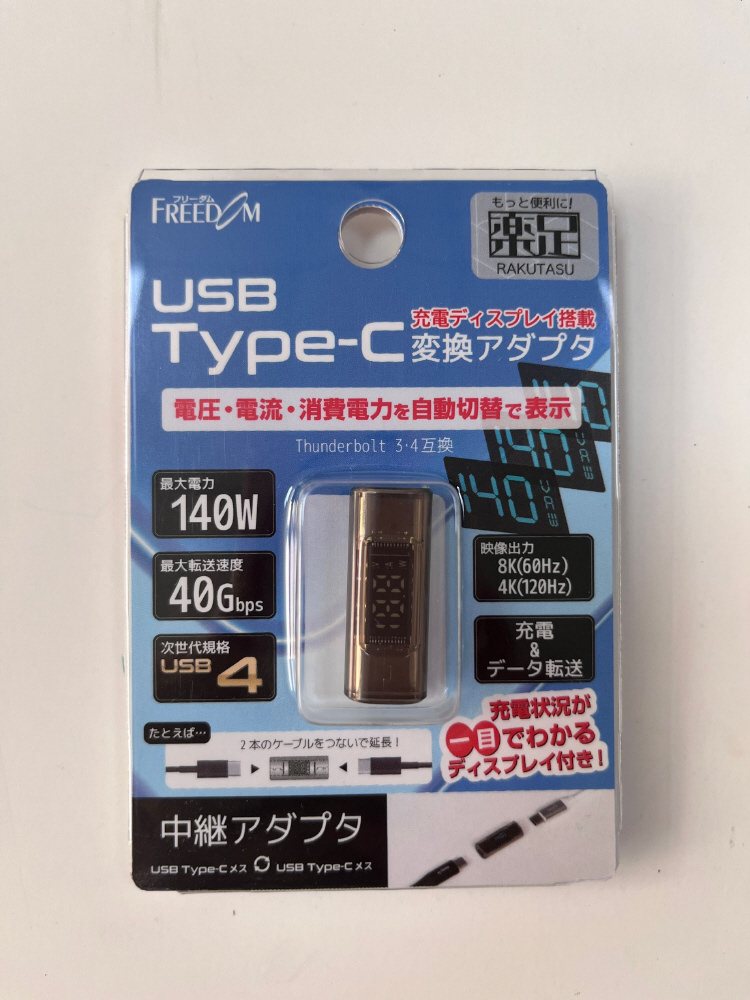 フリーダム
FREEDOM
もっと便利に!
楽足
RAKUTASU
USB
Type-C
充電ディスプレイ搭載
変換アダプタ
電圧・電流・消費電力を自動切替で表示
Thunderbolt 3・4互換
140
VAW
140
VAW
140
VAW
最大電力
140W
最大転送速度
40Gbps
次世代規格
USB4
V A W
映像出力
8K(60Hz)
4K(120Hz)
充電
&
データ転送
充電状況が
一目でわかる
ディスプレイ付き!
たとえば…
2本のケーブルをつないで延長!
中継アダプタ
USB Type-Cメス USB Type-Cメス